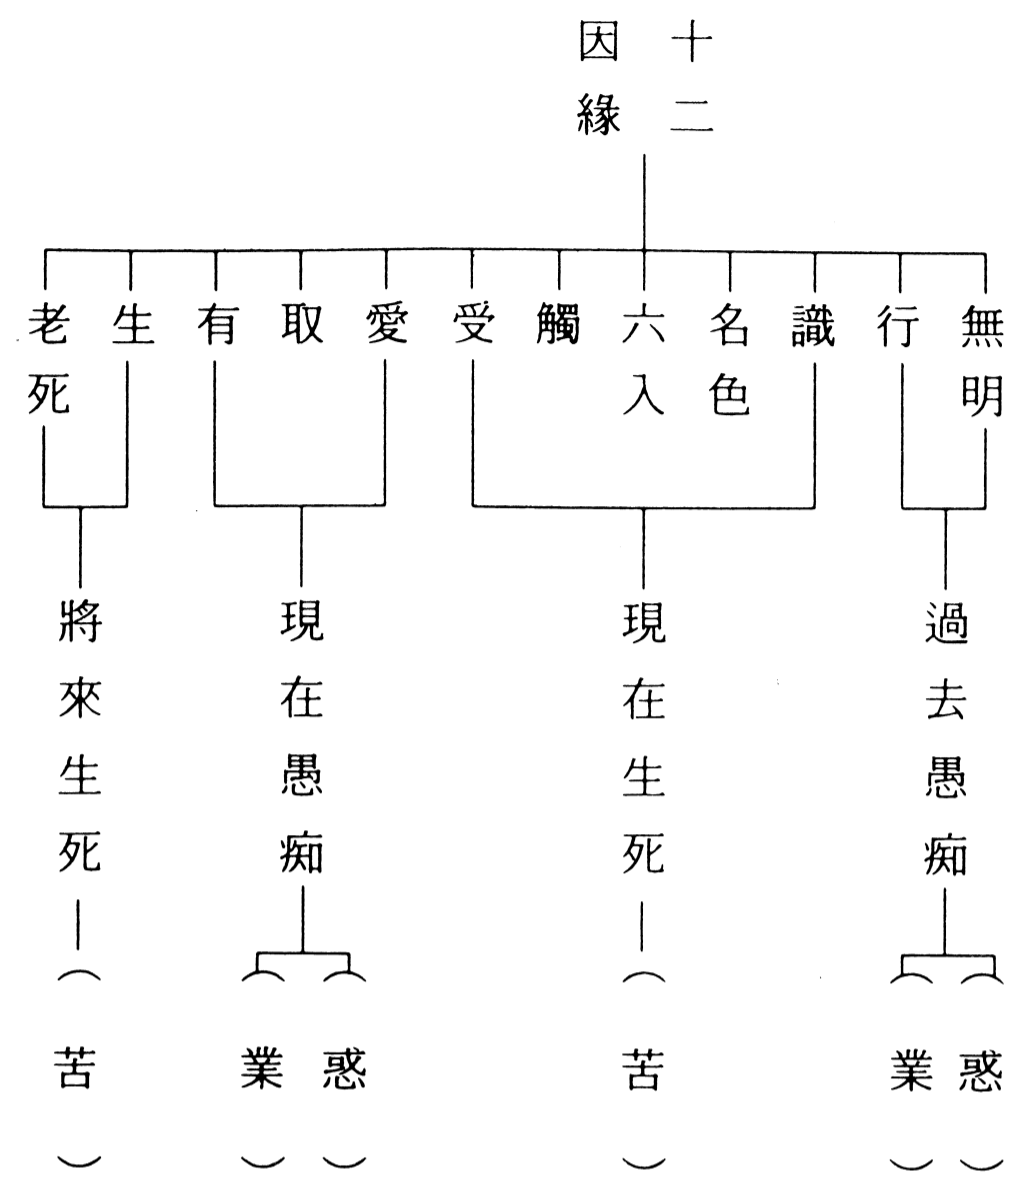 十二
因緣
無明
行
識
名色
六入
觸
受
愛
取
有
生
老死
過去愚痴
現在生死
現在愚痴
將來生死
（惑）
（業）
（苦）
（惑）
（業）
（苦）